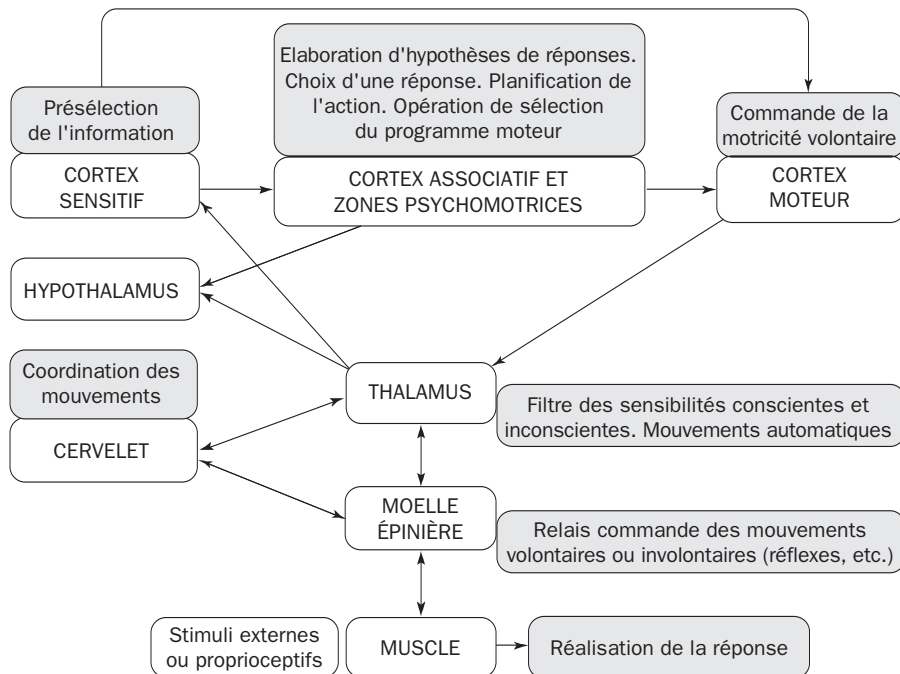 Elaboration d'hypothèses de réponses.
Choix d'une réponse. Planification de
l'action. Opération de sélection
du programme moteur
Présélection
de l'information
Commande de la
motricité volontaire
CORTEX
SENSITIF
CORTEX ASSOCIATIF ET
ZONES PSYCHOMOTRICES
CORTEX
MOTEUR
HYPOTHALAMUS
Coordination des
mouvements
CERVELET
THALAMUS
Filtre des sensibilités conscientes et
inconscientes. Mouvements automatiques
MOELLE
ÉPINIÈRE
Relais commande des mouvements
volontaires ou involontaires (réflexes, etc.)
Stimuli externes
ou proprioceptifs
MUSCLE
Réalisation de la réponse